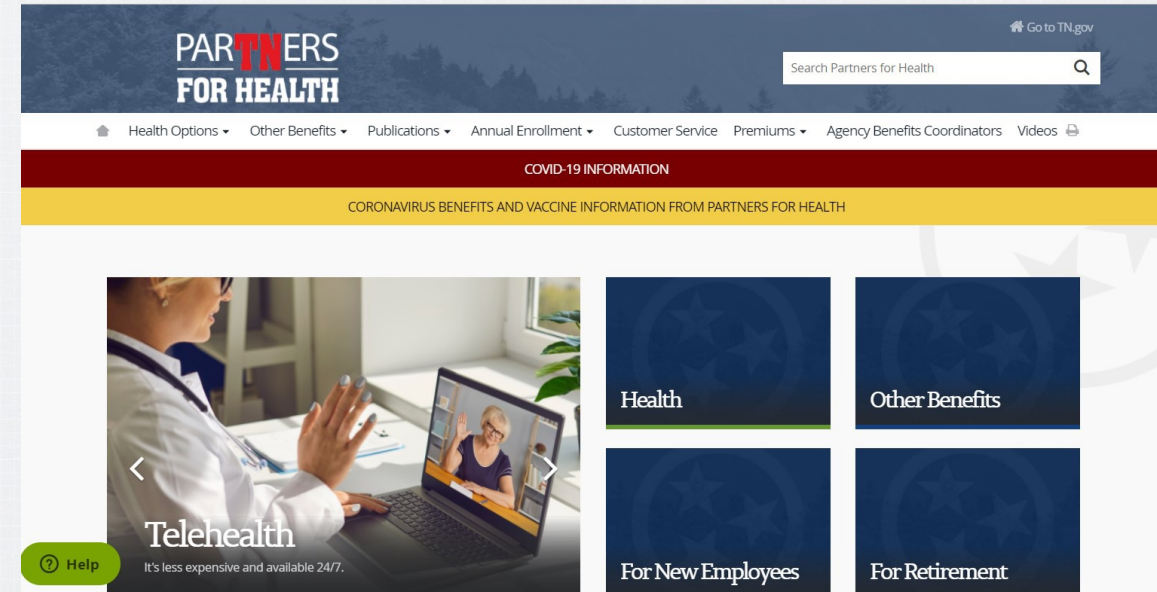 PARTNERS
FOR HEALTH
Go to TN.gov
Search Partners for Health
Health Options Other Benefits Publications Annual Enrollment Customer Service Premiums Agency Benefits Coordinators Videos
COVID-19 INFORMATION
CORONAVIRUS BENEFITS AND VACCINE INFORMATION FROM PARTNERS FOR HEALTH
Telehealth
It's less expensive and available 24/7.
Health
Other Benefits
For New Employees
For Retirement
Help